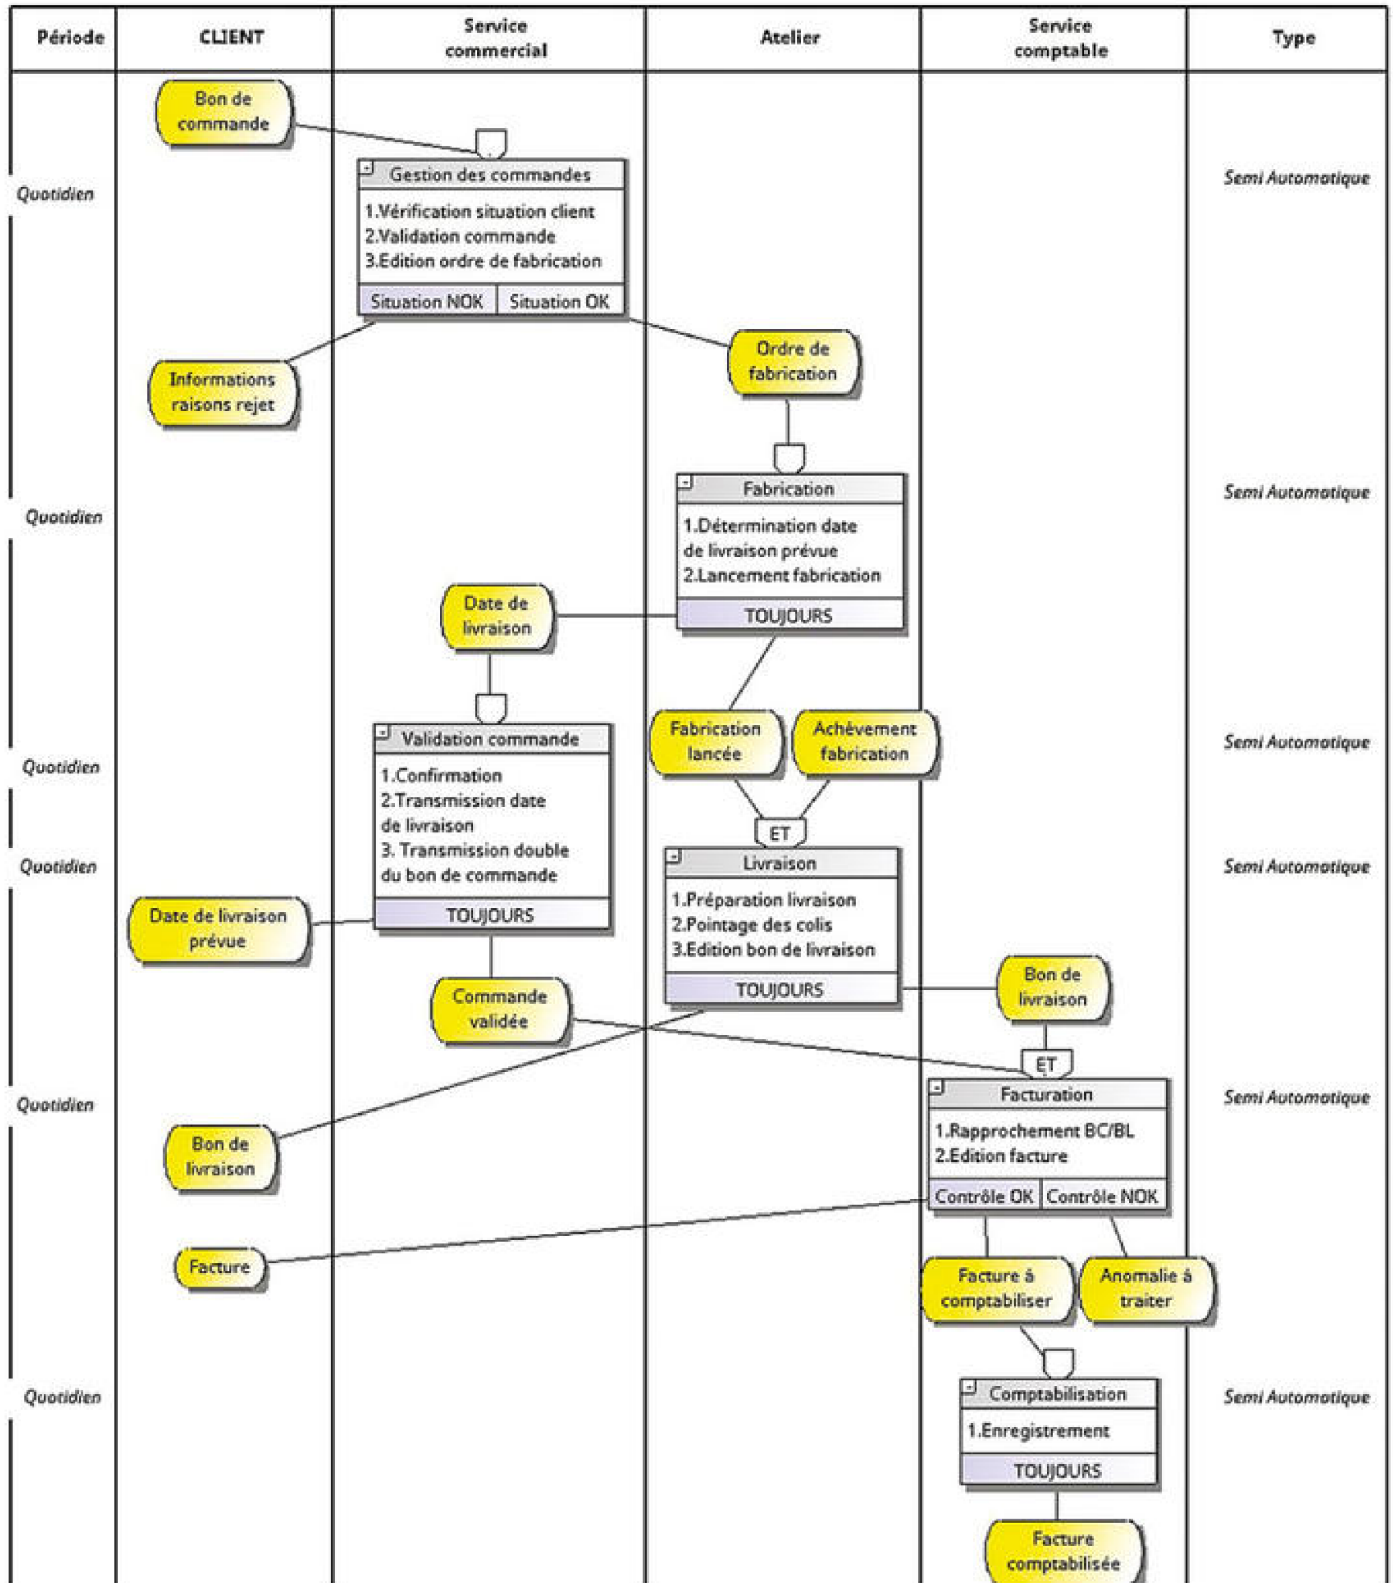 Période
CLIENT
Service
commercial
Atelier
Service
comptable
Type
Bon de
commande
Quotidien
Gestion des commandes
1.Vérification situation client
2.Validation commande
3.Edition ordre de fabrication
Situation NOK
Situation OK
Semi Automatique
Informations
raisons rejet
Ordre de
fabrication
Quotidien
Fabrication
1.Détermination date
de livraison prévue
2.Lancement fabrication
TOUJOURS
Semi Automatique
Date de
livraison
Fabrication
lancée
Achèvement
fabrication
Quotidien
Validation commande
1.Confirmation
2.Transmission date
de livraison
3. Transmission double
du bon de commande
TOUJOURS
Semi Automatique
ET
Quotidien
Livraison
1.Préparation livraison
2.Pointage des colis
3.Edition bon de livraison
TOUJOURS
Semi Automatique
Date de livraison
prévue
Commande
validée
Bon de
livraison
ET
Quotidien
Facturation
1.Rapprochement BC/BL
2.Edition facture
Contrôle OK
Contrôle NOK
Semi Automatique
Bon de
livraison
Facture
Facture à
comptabiliser
Anomalie à
traiter
Quotidien
Comptabilisation
1.Enregistrement
TOUJOURS
Semi Automatique
Facture
comptabilisée